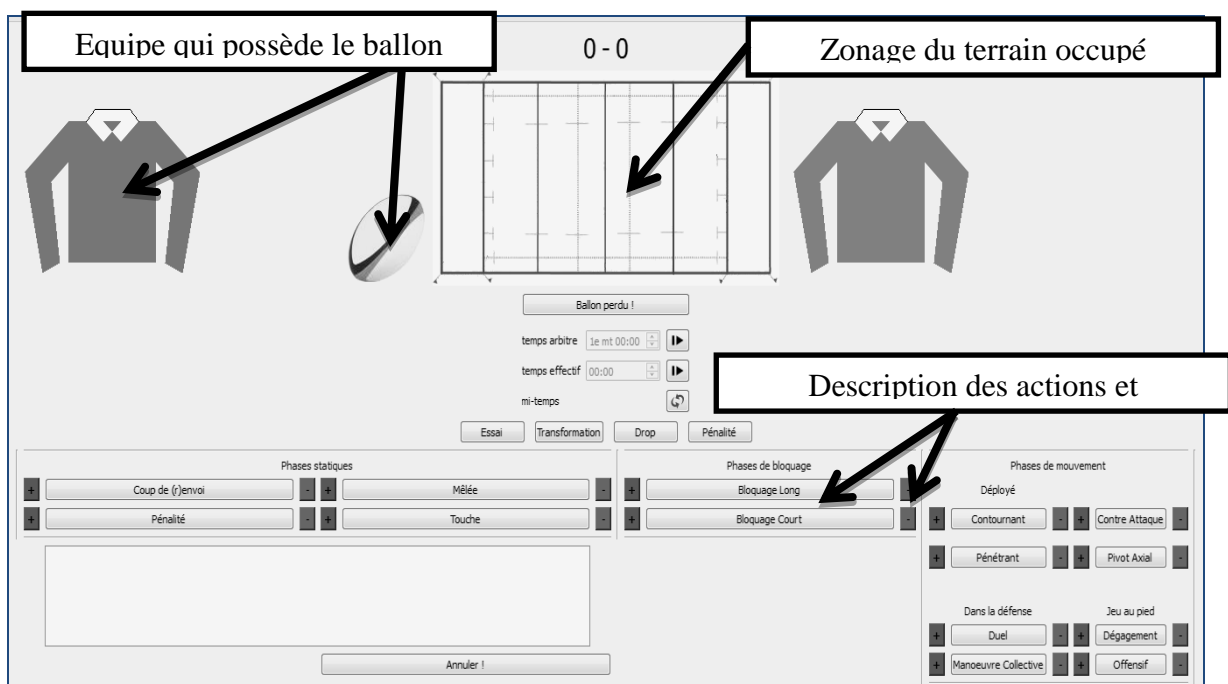 Equipe qui possède le ballon
0 - 0
Zonage du terrain occupé
Ballon perdu !
temps arbitre 1e mt 00:00
temps effectif 00:00
mi-temps
Description des actions et
Essai Transformation Drop Pénalité
Phases statiques
Phases de bloquage
Phases de mouvement
+ Coup de (r)envoi - + Mêlée -
+ Bloquage Long -
Déployé
+ Pénalité - + Touche -
+ Bloquage Court -
+ Contournant - + Contre Attaque -
+ Pénétrant - + Pivot Axial -
Dans la défense Jeu au pied
+ Duel - + Dégagement -
+ Manoeuvre Collective - + Offensif -
Annuler !